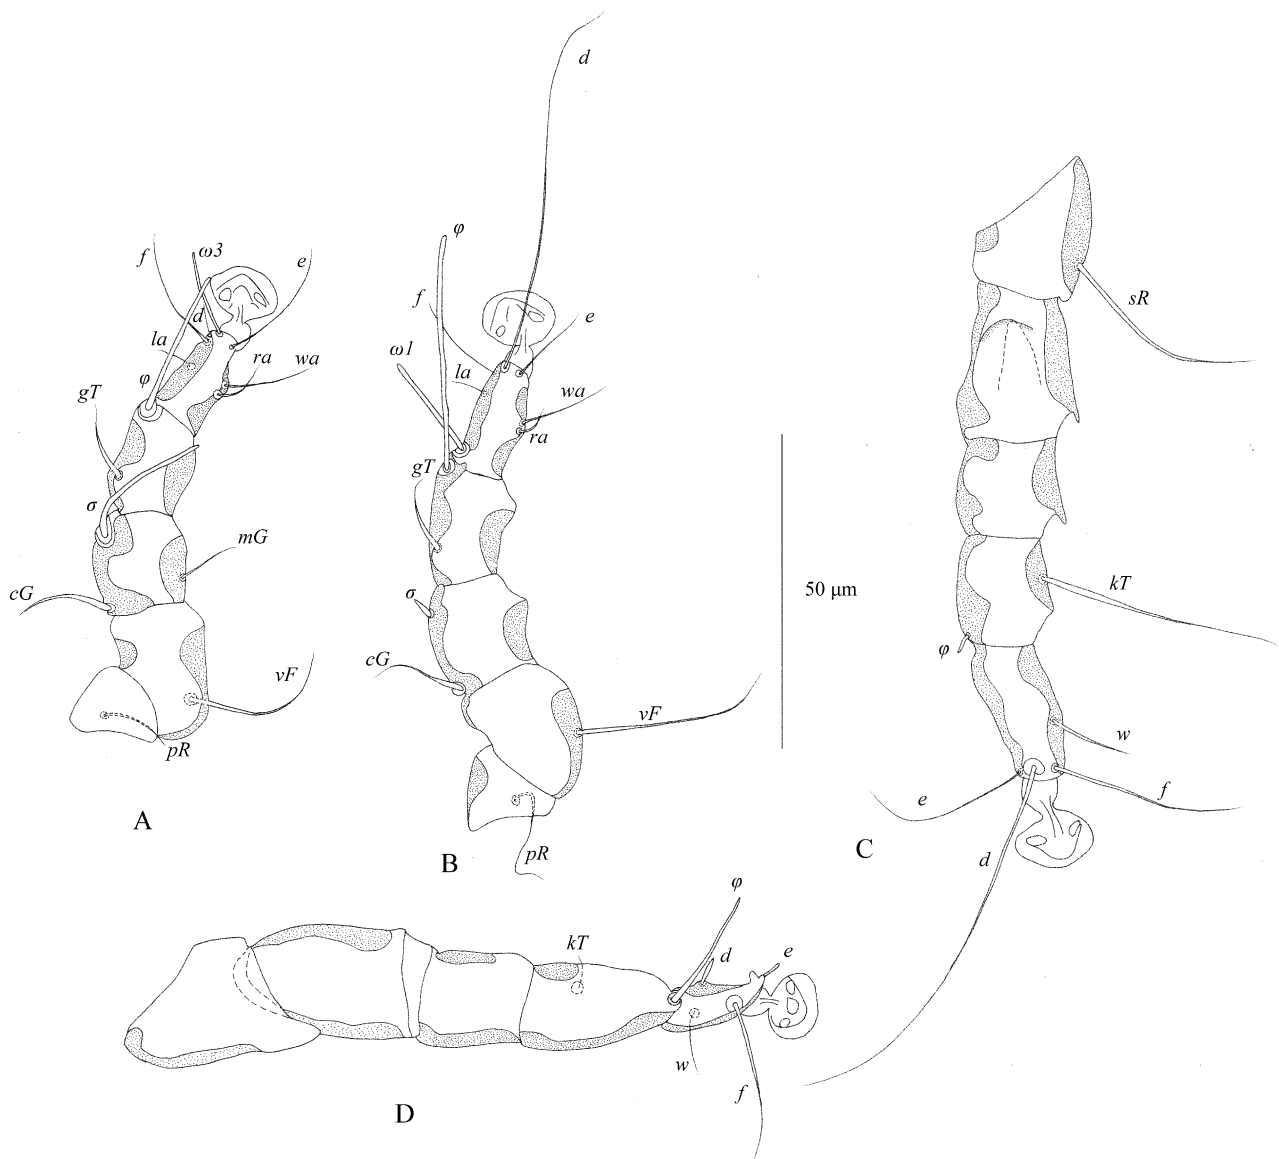 d
φ
f
ω3
e
f
d
la
ra
wa
φ
gT
σ
mG
cG
vF
pR
A
ω1
la
e
wa
ra
gT
σ
cG
vF
pR
B
sR
kT
φ
w
e
f
d
C
50 μm
φ
kT
d
e
w
f
D